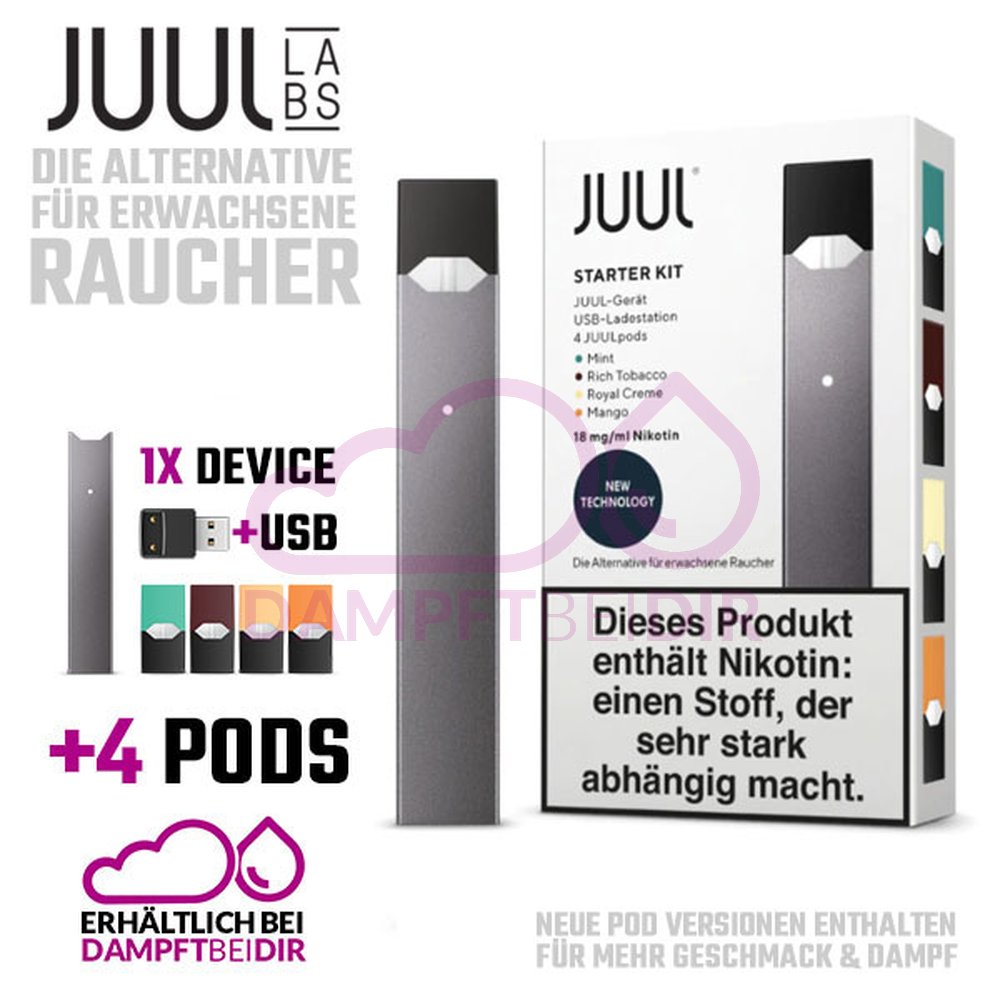 JUUL LABS
DIE ALTERNATIVE
FÜR ERWACHSENE
RAUCHER
1X DEVICE
+USB
+4 PODS
ERHÄLTLICH BEI
DAMPFTBEIDIR
JUUL®
STARTER KIT
JUUL-Gerät
USB-Ladestation
4 JUULpods
Mint
Rich Tobacco
Royal Creme
Mango
18 mg/ml Nikotin
NEW
TECHNOLOGY
Die Alternative für erwachsene Raucher
Dieses Produkt
enthält Nikotin:
einen Stoff, der
sehr stark
abhängig macht.
DAMPFTBEIDIR
NEUE POD VERSIONEN ENTHALTEN
FÜR MEHR GESCHMACK & DAMPF